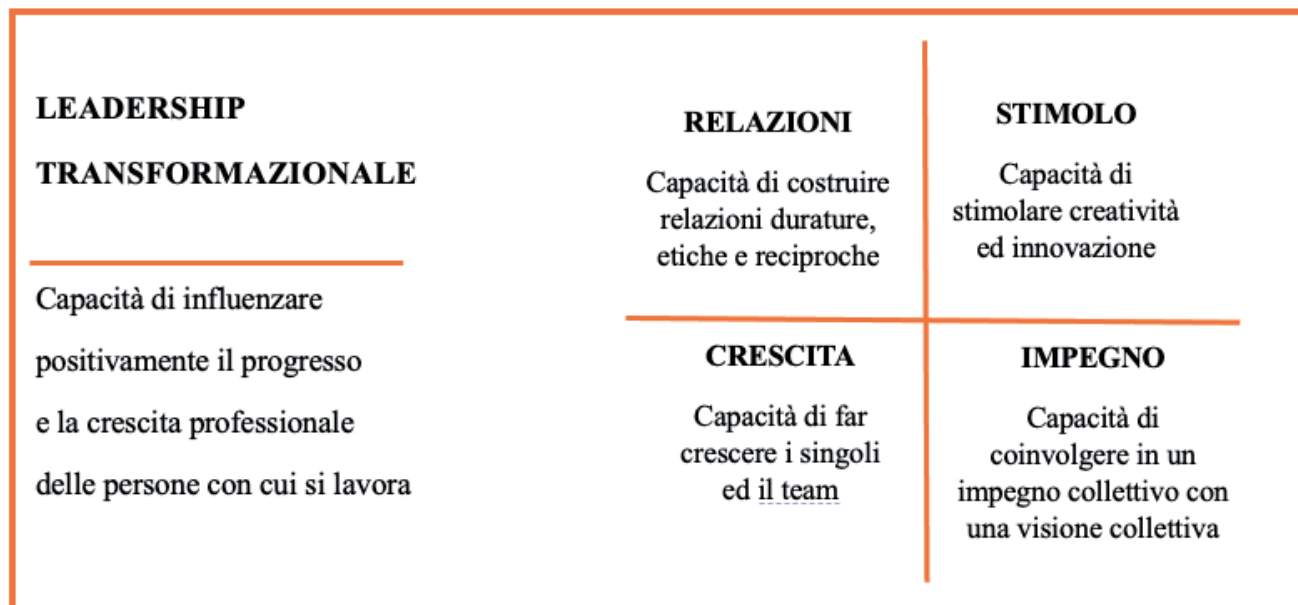 LEADERSHIP
TRANSFORMAZIONALE
Capacità di influenzare
positivamente il progresso
e la crescita professionale
delle persone con cui si lavora
RELAZIONI
Capacità di costruire
relazioni durature,
etiche e reciproche
STIMOLO
Capacità di
stimolare creatività
ed innovazione
CRESCITA
Capacità di far
crescere i singoli
ed il team
IMPEGNO
Capacità di
coinvolgere in un
impegno collettivo con
una visione collettiva